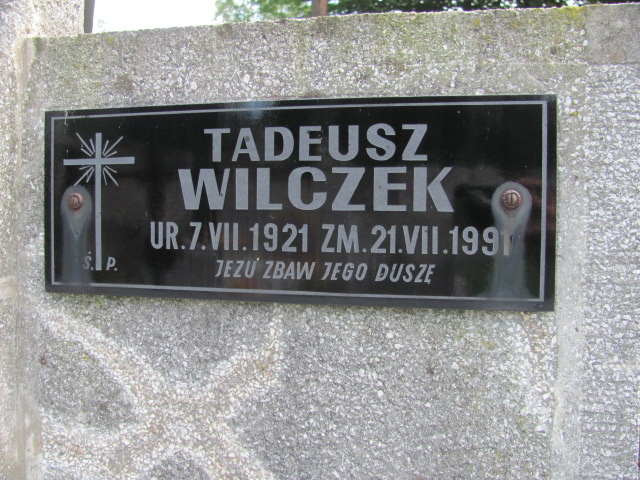 TADEUSZ
WILCZEK
UR. 7. VII. 1921 ZM. 21. VII. 1991
Ś. P.
JEZU ZBAW JEGO DUSZĘ